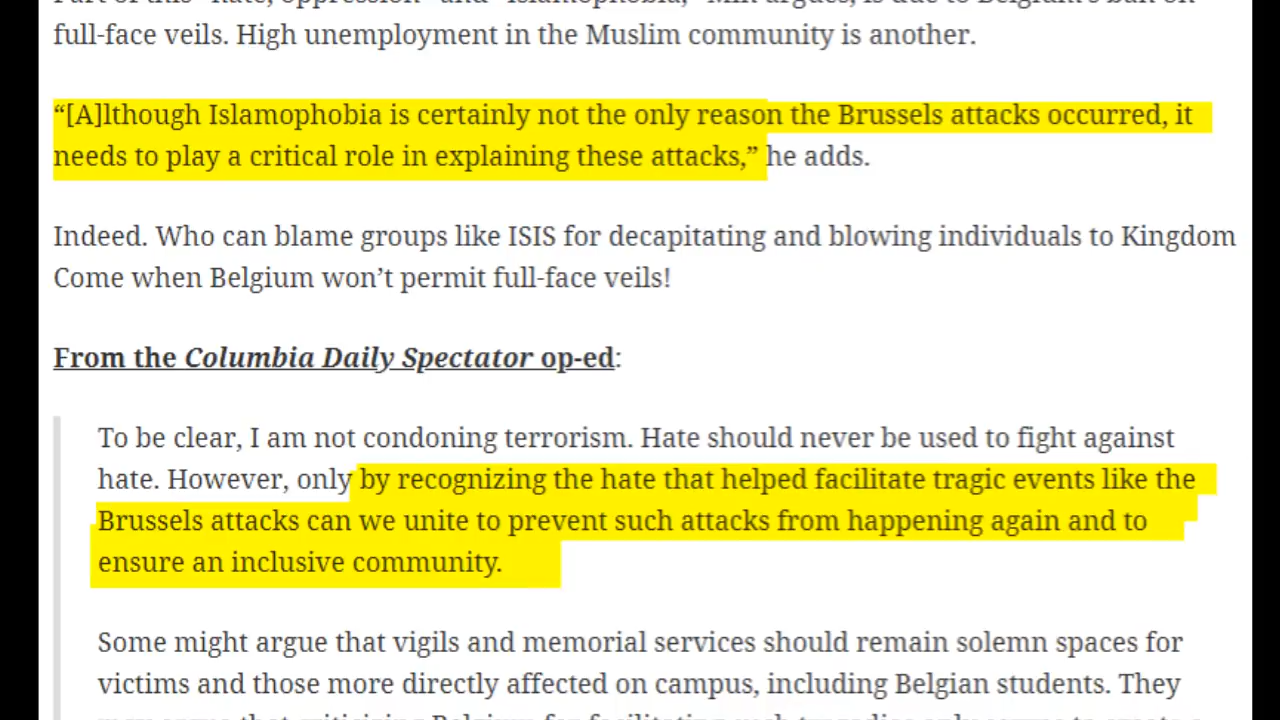 full-face veils. High unemployment in the Muslim community is another.
“[A]lthough Islamophobia is certainly not the only reason the Brussels attacks occurred, it
needs to play a critical role in explaining these attacks,” he adds.
Indeed. Who can blame groups like ISIS for decapitating and blowing individuals to Kingdom
Come when Belgium won’t permit full-face veils!
From the Columbia Daily Spectator op-ed:
To be clear, I am not condoning terrorism. Hate should never be used to fight against
hate. However, only by recognizing the hate that helped facilitate tragic events like the
Brussels attacks can we unite to prevent such attacks from happening again and to
ensure an inclusive community.
Some might argue that vigils and memorial services should remain solemn spaces for
victims and those more directly affected on campus, including Belgian students. They